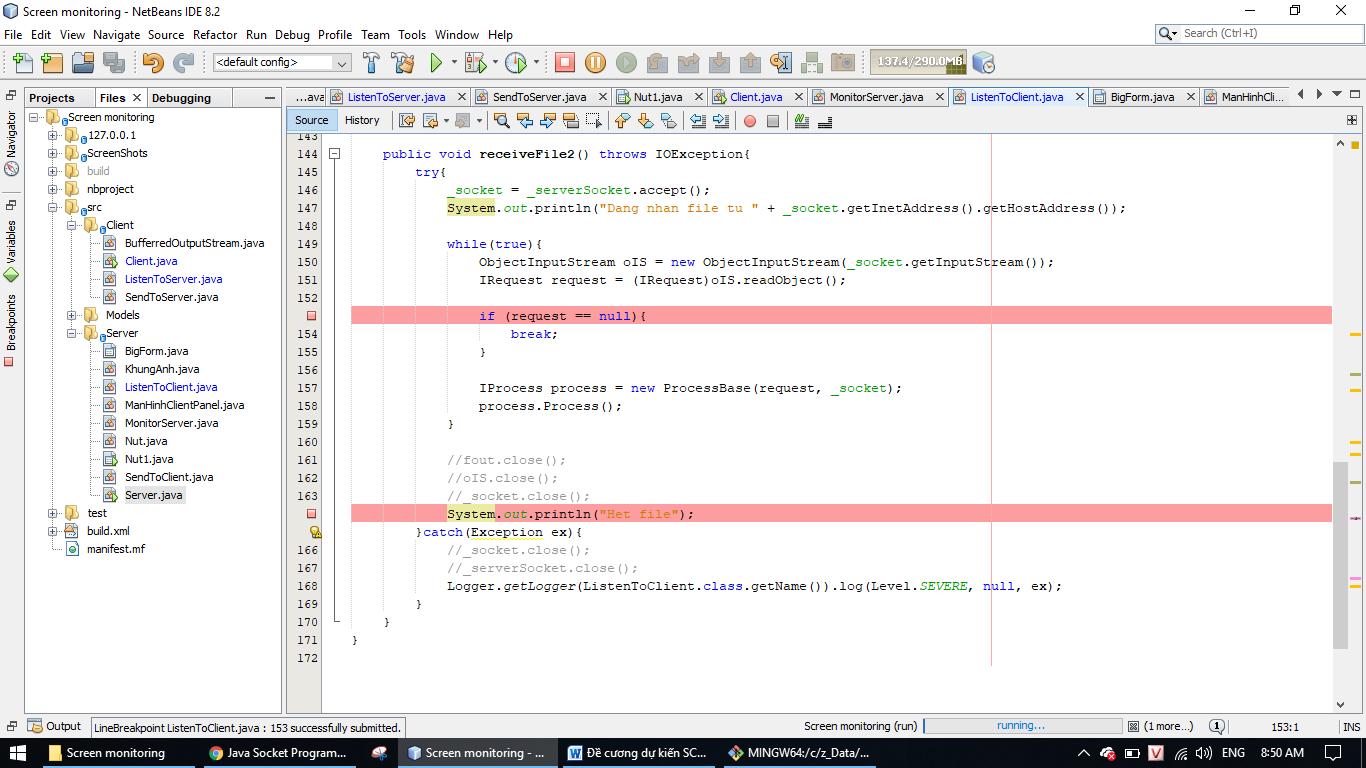 Screen monitoring - NetBeans IDE 8.2
File Edit View Navigate Source Refactor Run Debug Profile Team Tools Window Help
Search (Ctrl+I)
<default config>
137.4/290.0MB
Projects Files Debugging
...ava ListenToServer.java SendToServer.java Nut1.java Client.java MonitorServer.java ListenToClient.java BigForm.java ManHinhCli...
Source History
Navigator
Variables
Breakpoints
Screen monitoring
127.0.0.1
ScreenShots
build
nbproject
src
Client
BufferredOutputStream.java
Client.java
ListenToServer.java
SendToServer.java
Models
Server
BigForm.java
KhungAnh.java
ListenToClient.java
ManHinhClientPanel.java
MonitorServer.java
Nut.java
Nut1.java
SendToClient.java
Server.java
test
build.xml
manifest.mf
143
144 public void receiveFile2() throws IOException{
145 try{
146 _socket = _serverSocket.accept();
147 System.out.println("Dang nhan file tu " + _socket.getInetAddress().getHostAddress());
148
149 while(true){
150 ObjectInputStream oIS = new ObjectInputStream(_socket.getInputStream());
151 IRequest request = (IRequest)oIS.readObject();
152
if (request == null){
154 break;
155 }
156
157 IProcess process = new ProcessBase(request, _socket);
158 process.Process();
159 }
160
161 //fout.close();
162 //oIS.close();
163 //_socket.close();
System.out.println("Het file");
}catch(Exception ex){
166 //_socket.close();
167 //_serverSocket.close();
168 Logger.getLogger(ListenToClient.class.getName()).log(Level.SEVERE, null, ex);
169 }
170 }
171 }
172
Output LineBreakpoint ListenToClient.java : 153 successfully submitted. Screen monitoring (run) running... (1 more...) 1 153:1 INS
Screen monitoring Java Socket Program... Screen monitoring - ... Đề cương dự kiến SC... MINGW64:/c/z_Data/... V ENG 8:50 AM